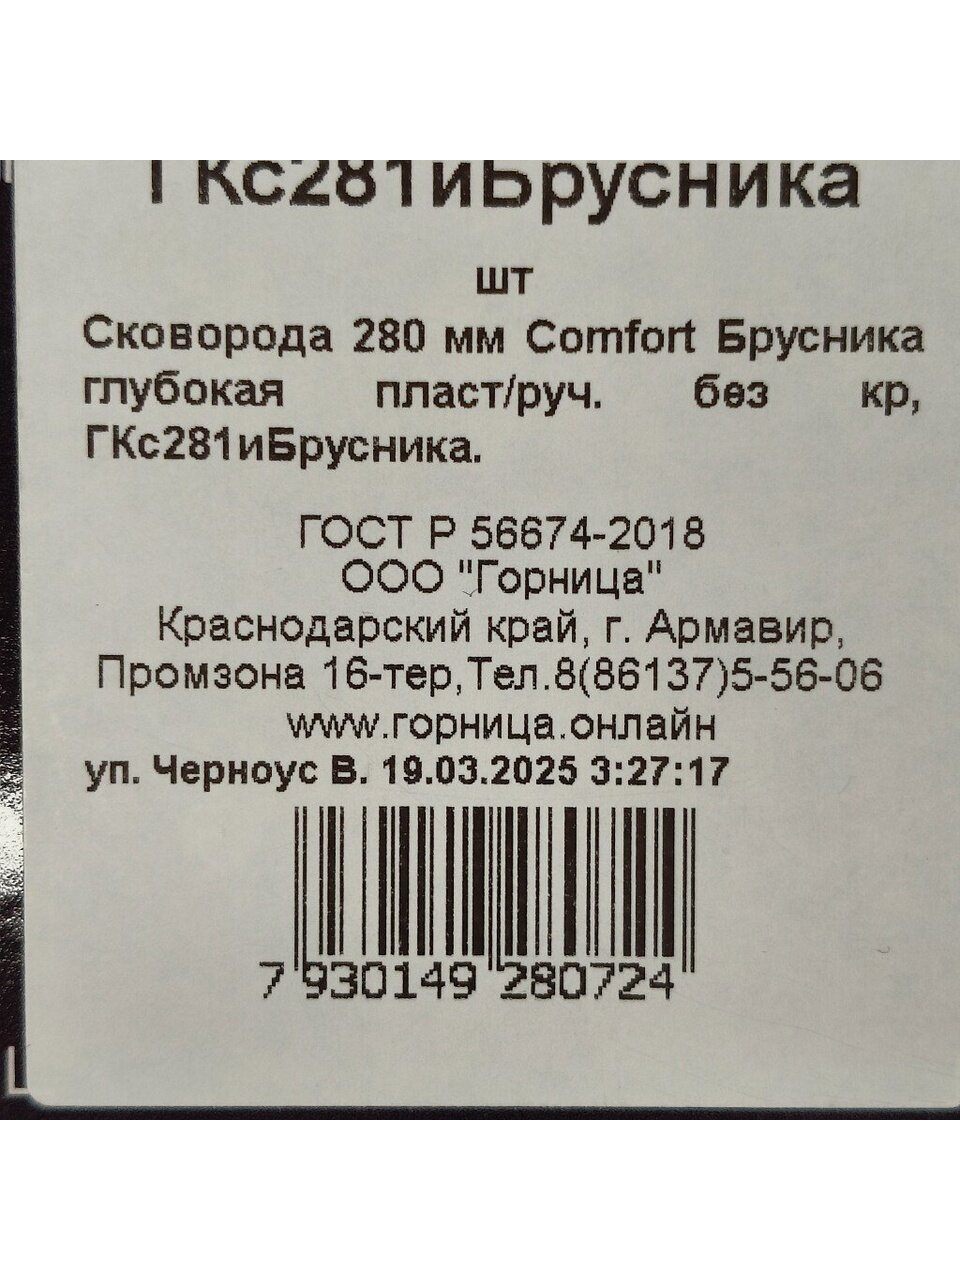 ГКс281иБрусника
шт
Сковорода 280 мм Comfort Брусника
глубокая пласт/руч. без кр,
ГКс281иБрусника.
ГОСТ Р 56674-2018
ООО "Горница"
Краснодарский край, г. Армавир,
Промзона 16-тер,Тел.8(86137)5-56-06
www.горница.онлайн
уп. Черноус В. 19.03.2025 3:27:17
7 930149 280724